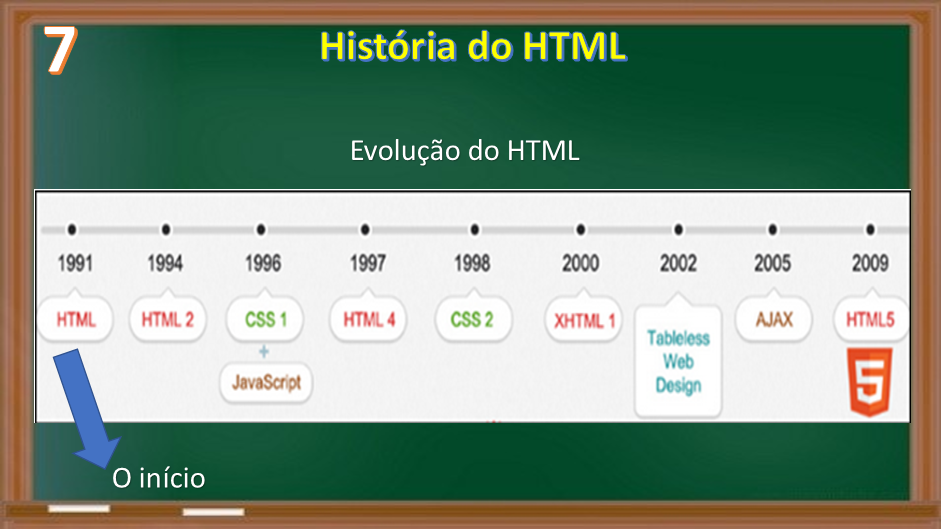 7
História do HTML
Evolução do HTML
1991 1994 1996 1997 1998 2000 2002 2005 2009
HTML HTML 2 CSS 1 HTML 4 CSS 2 XHTML 1 Tableless AJAX HTML5
Web
+
JavaScript Design 5
O início